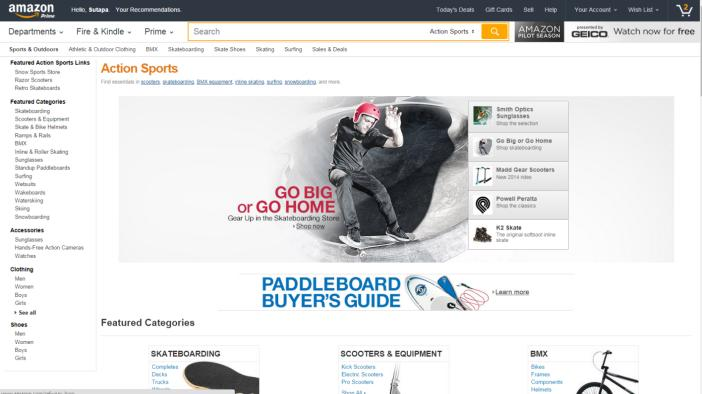 amazon
Prime
Hello, Sutapa Your Recommendations.
Today's Deals Gift Cards Sell Help Your Account Wish List 2
Departments Fire & Kindle Prime Search Action Sports AMAZON PILOT SEASON presented by GEICO Watch now for free
Sports & Outdoors Athletic & Outdoor Clothing BMX Skateboarding Skate Shoes Skating Surfing Sales & Deals
Featured Action Sports Links
Snow Sports Store
Razor Scooters
Retro Skateboards
Featured Categories
Skateboarding
Scooters & Equipment
Skate & Bike Helmets
Ramps & Rails
BMX
Inline & Roller Skating
Sunglasses
Standup Paddleboards
Surfing
Wetsuits
Wakeboards
Waterskiing
Skiing
Snowboarding
Accessories
Sunglasses
Hands-Free Action Cameras
Watches
Clothing
Men
Women
Boys
Girls
See all
Shoes
Men
Women
Boys
Girls
Action Sports
Find essentials in scooters, skateboarding, BMX equipment, inline skating, surfing, snowboarding, and more.
GO BIG
or GO HOME
Gear Up in the Skateboarding Store
Shop now
Smith Optics
Sunglasses
Shop the selection
Go Big or Go Home
Shop skateboarding
Madd Gear Scooters
New 2014 rides
Powell Peralta
Shop the classics
K2 Skate
The original softboot inline
skate
PADDLEBOARD
BUYER'S GUIDE
Learn more
Featured Categories
SKATEBOARDING
Completes
Decks
Trucks
Wheels
SCOOTERS & EQUIPMENT
Kick Scooters
Electric Scooters
Pro Scooters
Shop All
BMX
Bikes
Frames
Components
Helmets